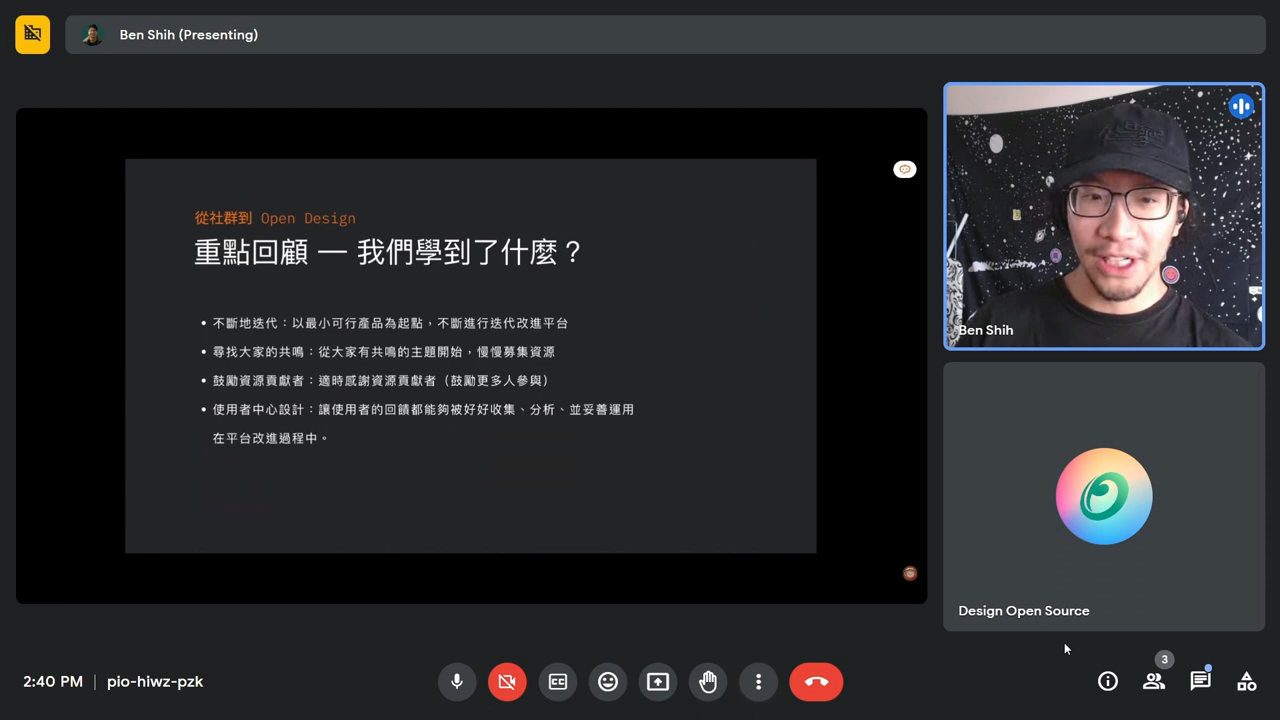 Ben Shih (Presenting)
從社群到 Open Design
重點回顧 — 我們學到了什麼？
• 不斷地迭代：以最小可行產品為起點，不斷進行迭代改進平台
• 尋找大家的共鳴：從大家有共鳴的主題開始，慢慢募集資源
• 鼓勵資源貢獻者：適時感謝資源貢獻者（鼓勵更多人參與）
• 使用者中心設計：讓使用者的回饋都能夠被好好收集、分析、並妥善運用
在平台改進過程中。
Ben Shih
Design Open Source
2:40 PM | pio-hiwz-pzk
3